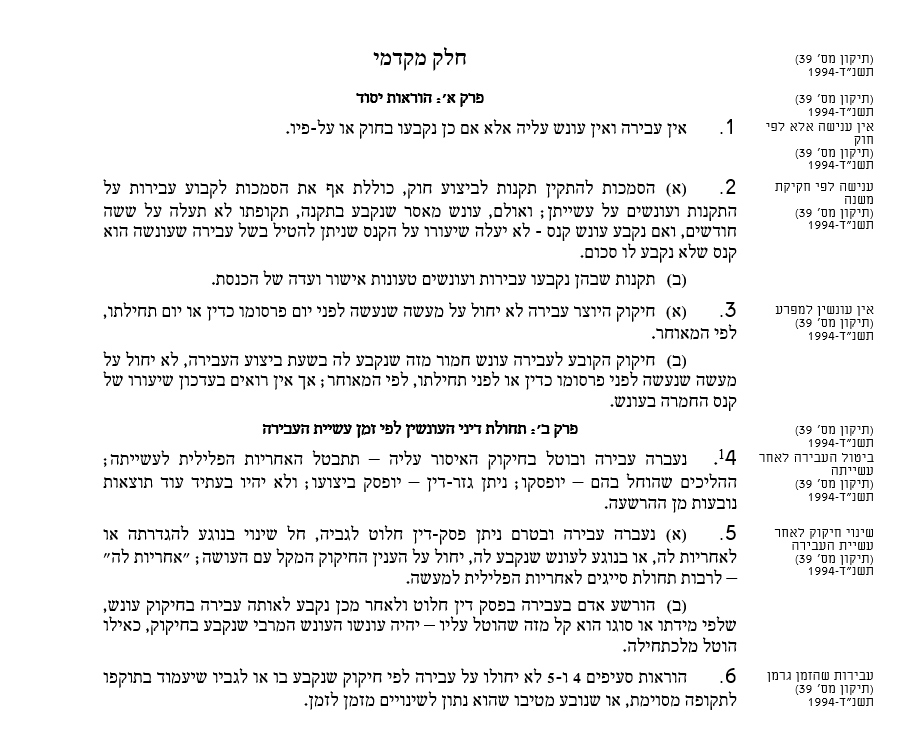 חלק מקדמי
(תיקון מס׳ 39)
תשנ״ד-1994
פרק א׳: הוראות יסוד
(תיקון מס׳ 39)
תשנ״ד-1994
אין ענישה אלא לפי
חוק
(תיקון מס׳ 39)
תשנ״ד-1994
1. אין עבירה ואין עונש עליה אלא אם כן נקבעו בחוק או על-פיו.
ענישה לפי חקיקת
משנה
(תיקון מס׳ 39)
תשנ״ד-1994
2. (א) הסמכות להתקין תקנות לביצוע חוק, כוללת אף את הסמכות לקבוע עבירות על
התקנות ועונשים על עשייתן; ואולם, עונש מאסר שנקבע בתקנה, תקופתו לא תעלה על ששה
חודשים, ואם נקבע עונש קנס - לא יעלה שיעורו על הקנס שניתן להטיל בשל עבירה שעונשה הוא
קנס שלא נקבע לו סכום.
(ב) תקנות שבהן נקבעו עבירות ועונשים טעונות אישור ועדה של הכנסת.
אין עונשין למפרע
(תיקון מס׳ 39)
תשנ״ד-1994
3. (א) חיקוק היוצר עבירה לא יחול על מעשה שנעשה לפני יום פרסומו כדין או יום תחילתו,
לפי המאוחר.
(ב) חיקוק הקובע לעבירה עונש חמור מזה שנקבע לה בשעת ביצוע העבירה, לא יחול על
מעשה שנעשה לפני פרסומו כדין או לפני תחילתו, לפי המאוחר; אך אין רואים בעדכון שיעורו של
קנס החמרה בעונש.
פרק ב׳: תחולת דיני העונשין לפי זמן עשיית העבירה
(תיקון מס׳ 39)
תשנ״ד-1994
ביטול העבירה לאחר
עשייתה
(תיקון מס׳ 39)
תשנ״ד-1994
4¹. נעברה עבירה ובוטל בחיקוק האיסור עליה – תתבטל האחריות הפלילית לעשייתה;
ההליכים שהוחל בהם – יופסקו; ניתן גזר-דין – יופסק ביצועו; ולא יהיו בעתיד עוד תוצאות
נובעות מן ההרשעה.
שינוי חיקוק לאחר
עשיית העבירה
(תיקון מס׳ 39)
תשנ״ד-1994
5. (א) נעברה עבירה ובטרם ניתן פסק-דין חלוט לגביה, חל שינוי בנוגע להגדרתה או
לאחריות לה, או בנוגע לעונש שנקבע לה, יחול על הענין החיקוק המקל עם העושה; ״אחריות לה״
– לרבות תחולת סייגים לאחריות הפלילית למעשה.
(ב) הורשע אדם בעבירה בפסק דין חלוט ולאחר מכן נקבע לאותה עבירה בחיקוק עונש,
שלפי מידתו או סוגו הוא קל מזה שהוטל עליו – יהיה עונשו העונש המרבי שנקבע בחיקוק, כאילו
הוטל מלכתחילה.
עבירות שהזמן גרמן
(תיקון מס׳ 39)
תשנ״ד-1994
6. הוראות סעיפים 4 ו-5 לא יחולו על עבירה לפי חיקוק שנקבע בו או לגביו שיעמוד בתוקפו
לתקופה מסוימת, או שנובע מטיבו שהוא נתון לשינויים מזמן לזמן.